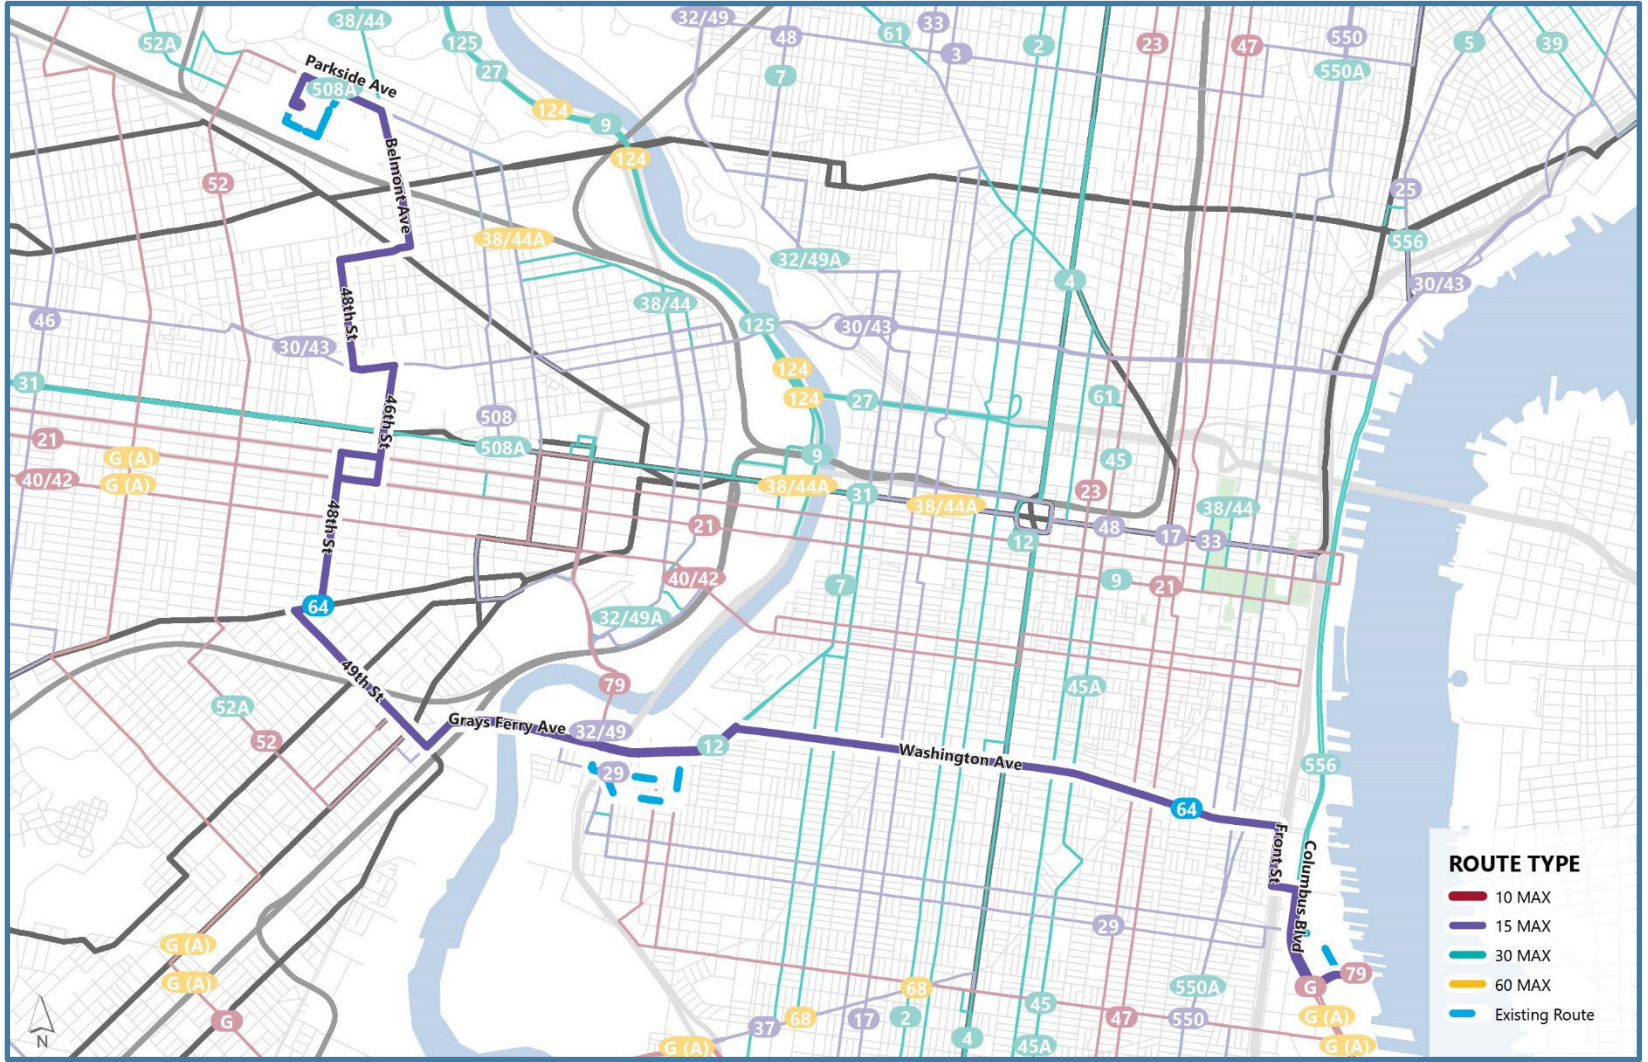 38/44
32/49
33
61
47
550
52A
125
48
3
2
23
5
39
27
7
550A
Parkside Ave
508A
124
9
Belmont Ave
124
52
25
38/44A
32/49A
556
4
30/43
38/44
46
48th St
125
30/43
30/43
124
31
124
27
61
46th St
508
21
508A
G (A)
9
45
40/42
G (A)
38/44A
31
38/44A
23
38/44
48th St
21
48
17
33
12
40/42
7
9
21
64
32/49A
49th St
79
45A
52A
Grays Ferry Ave
32/49
52
12
Washington Ave
556
29
64
Front St
Columbus Blvd
ROUTE TYPE
10 MAX
15 MAX
30 MAX
60 MAX
Existing Route
29
G (A)
79
G (A)
68
550A
G
45
G
37
68
17
2
47
550
G (A)
N
G (A)
4
45A
G (A)